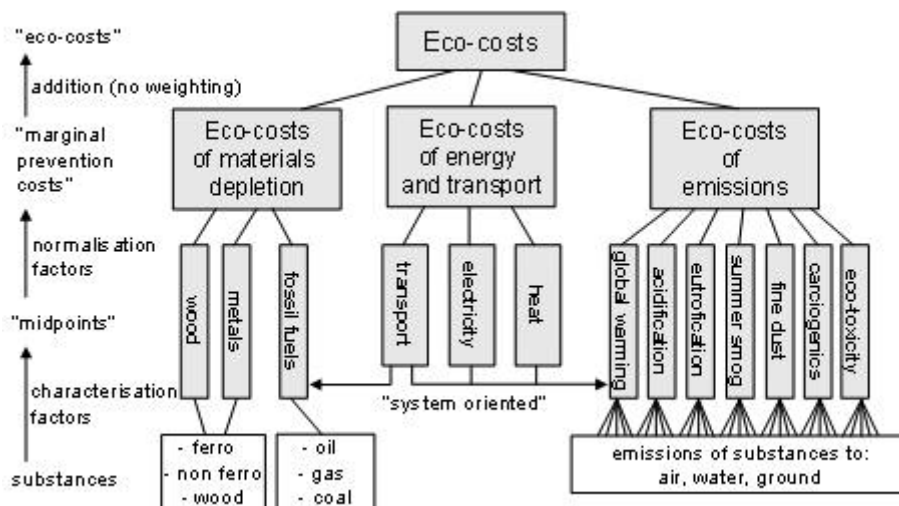 "eco-costs"
addition (no weighting)
"marginal
prevention
costs"
normalisation
factors
"midpoints"
characterisation
factors
substances
Eco-costs
Eco-costs
of materials
depletion
Eco-costs
of energy
and transport
Eco-costs
of
emissions
wood
metals
fossil fuels
transport
electricity
heat
global warming
acidification
eutrofication
summer smog
fine dust
carciogenics
eco-toxicity
"system oriented"
- ferro
- non ferro
- wood
- oil
- gas
- coal
emissions of substances to:
air, water, ground